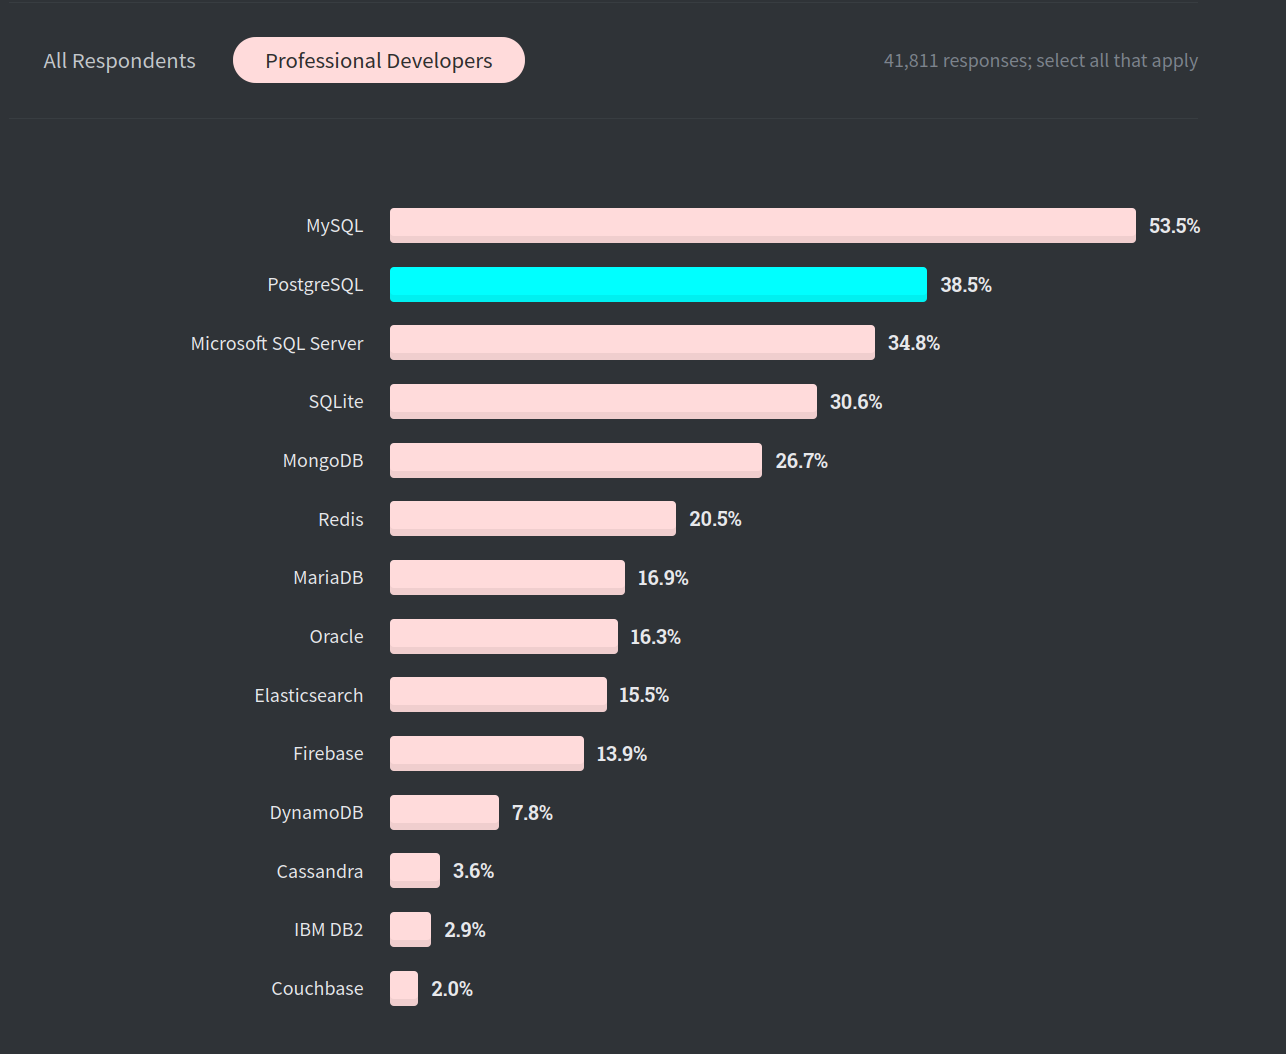 All Respondents Professional Developers 41,811 responses; select all that apply
MySQL 53.5%
PostgreSQL 38.5%
Microsoft SQL Server 34.8%
SQLite 30.6%
MongoDB 26.7%
Redis 20.5%
MariaDB 16.9%
Oracle 16.3%
Elasticsearch 15.5%
Firebase 13.9%
DynamoDB 7.8%
Cassandra 3.6%
IBM DB2 2.9%
Couchbase 2.0%